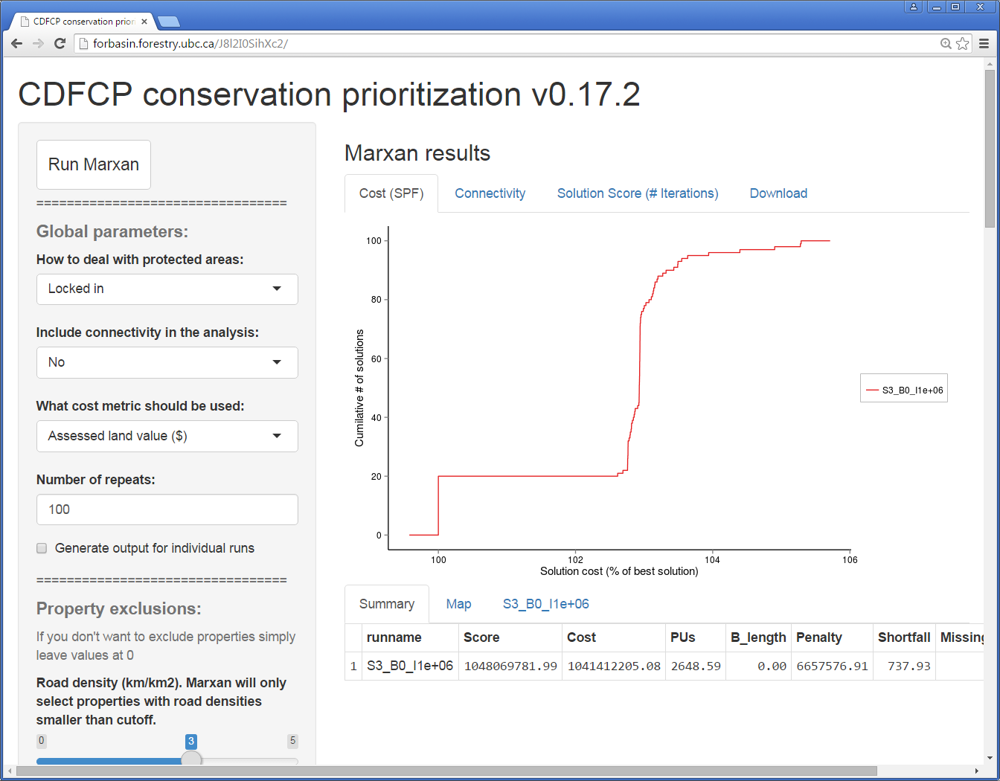 CDFCP conservation prior
forbasin.forestry.ubc.ca/J8l2I0SihXc2/
CDFCP conservation prioritization v0.17.2
Run Marxan
=================================
Global parameters:
How to deal with protected areas:
Locked in
Include connectivity in the analysis:
No
What cost metric should be used:
Assessed land value ($)
Number of repeats:
100
Generate output for individual runs
=================================
Property exclusions:
If you don't want to exclude properties simply
leave values at 0
Road density (km/km2). Marxan will only
select properties with road densities
smaller than cutoff.
0 3 5
Marxan results
Cost (SPF) Connectivity Solution Score (# Iterations) Download
100
80
60
40
20
0
Cumilative # of solutions
100 102 104 106
Solution cost (% of best solution)
S3_B0_I1e+06
Summary Map S3_B0_I1e+06
runname Score Cost PUs B_length Penalty Shortfall Missing
1 S3_B0_I1e+06 1048069781.99 1041412205.08 2648.59 0.00 6657576.91 737.93